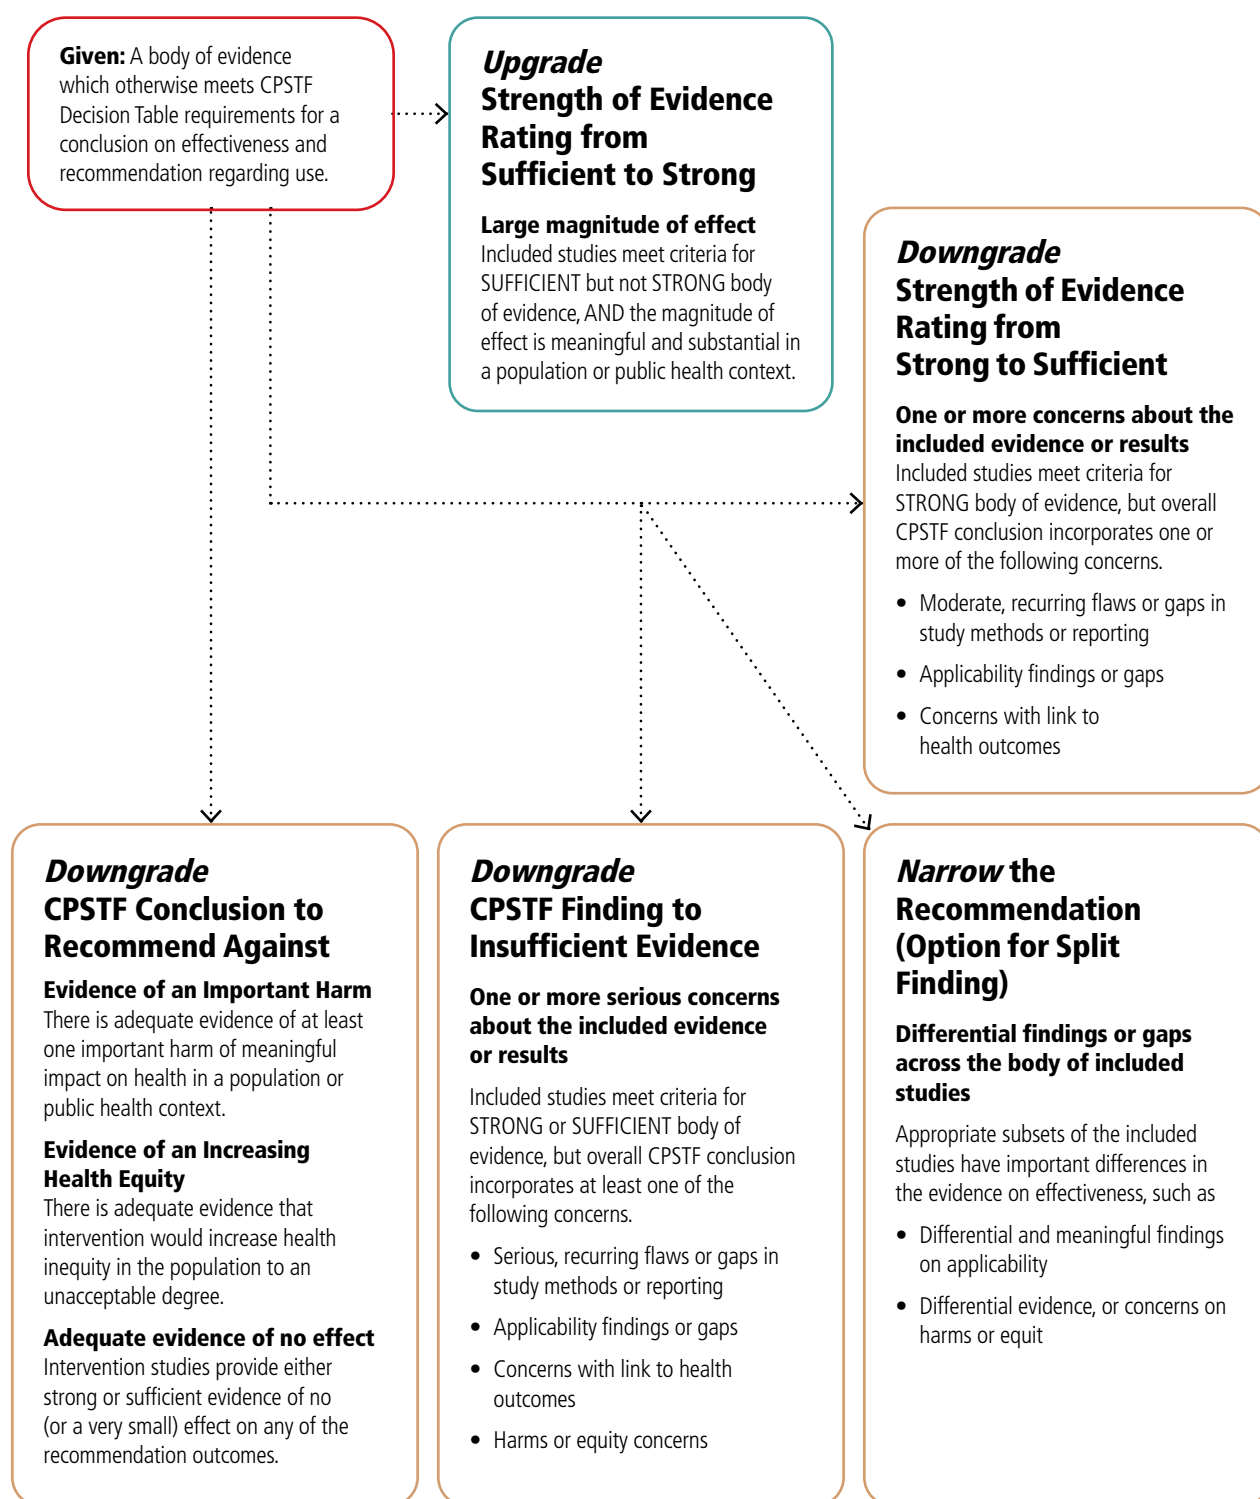 Given: A body of evidence
which otherwise meets CPSTF
Decision Table requirements for a
conclusion on effectiveness and
recommendation regarding use.
Upgrade
Strength of Evidence
Rating from
Sufficient to Strong
Large magnitude of effect
Included studies meet criteria for
SUFFICIENT but not STRONG body
of evidence, AND the magnitude of
effect is meaningful and substantial in
a population or public health context.
Downgrade
Strength of Evidence
Rating from
Strong to Sufficient
One or more concerns about the
included evidence or results
Included studies meet criteria for
STRONG body of evidence, but overall
CPSTF conclusion incorporates one or
more of the following concerns.
• Moderate, recurring flaws or gaps in
study methods or reporting
• Applicability findings or gaps
• Concerns with link to
health outcomes
Downgrade
CPSTF Conclusion to
Recommend Against
Evidence of an Important Harm
There is adequate evidence of at least
one important harm of meaningful
impact on health in a population or
public health context.
Evidence of an Increasing
Health Equity
There is adequate evidence that
intervention would increase health
inequity in the population to an
unacceptable degree.
Adequate evidence of no effect
Intervention studies provide either
strong or sufficient evidence of no
(or a very small) effect on any of the
recommendation outcomes.
Downgrade
CPSTF Finding to
Insufficient Evidence
One or more serious concerns
about the included evidence
or results
Included studies meet criteria for
STRONG or SUFFICIENT body of
evidence, but overall CPSTF conclusion
incorporates at least one of the
following concerns.
• Serious, recurring flaws or gaps in
study methods or reporting
• Applicability findings or gaps
• Concerns with link to health
outcomes
• Harms or equity concerns
Narrow the
Recommendation
(Option for Split
Finding)
Differential findings or gaps
across the body of included
studies
Appropriate subsets of the included
studies have important differences in
the evidence on effectiveness, such as
• Differential and meaningful findings
on applicability
• Differential evidence, or concerns on
harms or equit